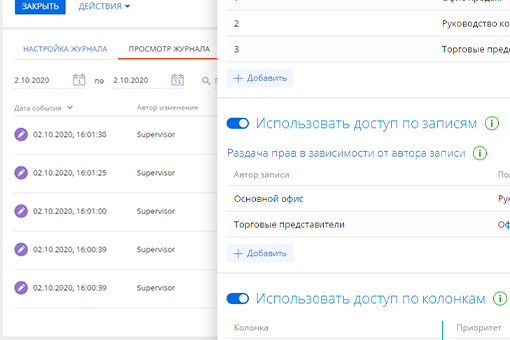 ЗАКРЫТЬ
ДЕЙСТВИЯ
НАСТРОЙКА ЖУРНАЛА
ПРОСМОТР ЖУРНАЛА
2.10.2020 по 2.10.2020
Дата события
Автор изменения
02.10.2020, 16:01:38 Supervisor
02.10.2020, 16:01:25 Supervisor
02.10.2020, 16:01:00 Supervisor
02.10.2020, 16:00:39 Supervisor
02.10.2020, 16:00:39 Supervisor
2 Руководство ко
3 Торговые предс
+ Добавить
Использовать доступ по записям
Раздача прав в зависимости от автора записи
Автор записи
Основной офис Рук
Торговые представители Оф
+ Добавить
Использовать доступ по колонкам
Колонка
Приоритет